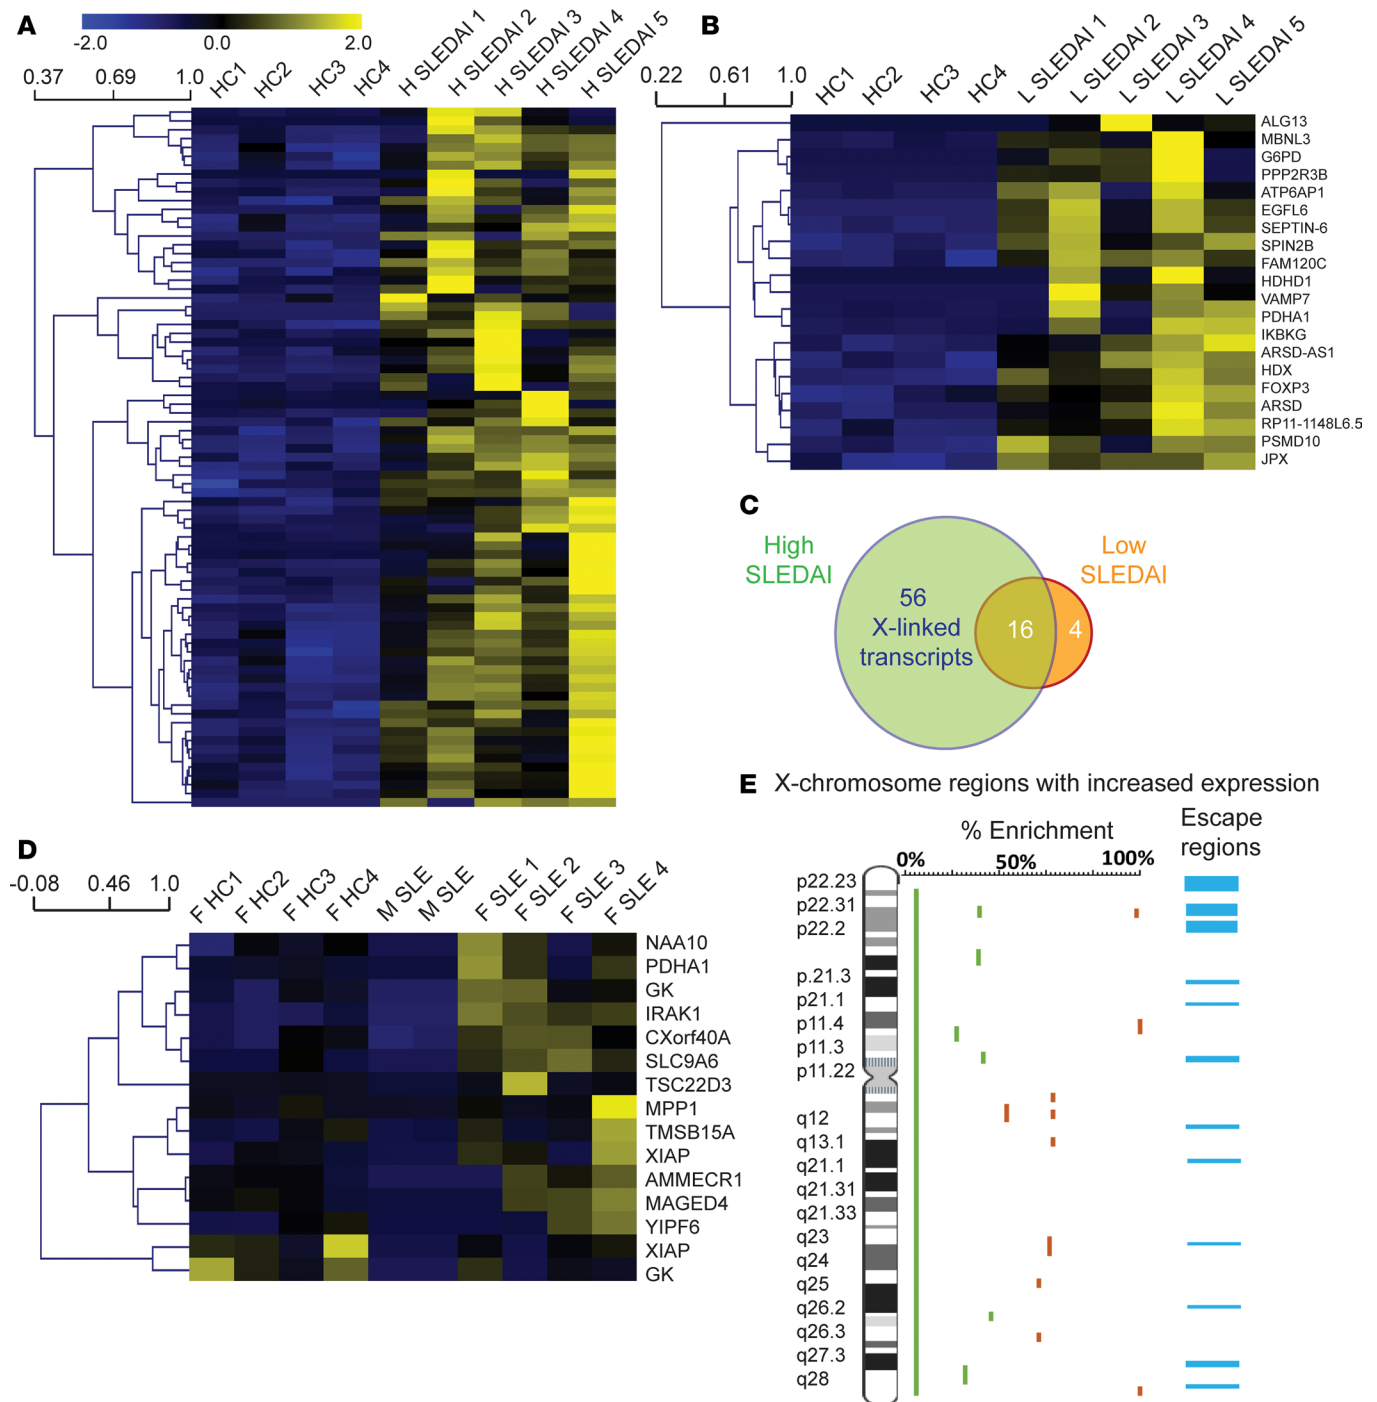 A
-2.0 0.0 2.0
0.37 0.69 1.0
HC1 HC2 HC3 HC4 H SLEDAI 1 H SLEDAI 2 H SLEDAI 3 H SLEDAI 4 H SLEDAI 5
B
0.22 0.61 1.0
HC1 HC2 HC3 HC4 L SLEDAI 1 L SLEDAI 2 L SLEDAI 3 L SLEDAI 4 L SLEDAI 5
ALG13
MBNL3
G6PD
PPP2R3B
ATP6AP1
EGFL6
SEPTIN-6
SPIN2B
FAM120C
HDHD1
VAMP7
PDHA1
IKBKG
ARSD-AS1
HDX
FOXP3
ARSD
RP11-1148L6.5
PSMD10
JPX
C
High
SLEDAI
Low
SLEDAI
56
X-linked
transcripts
16
4
D
-0.08 0.46 1.0
F HC1 F HC2 F HC3 F HC4 M SLE M SLE F SLE 1 F SLE 2 F SLE 3 F SLE 4
NAA10
PDHA1
GK
IRAK1
CXorf40A
SLC9A6
TSC22D3
MPP1
TMSB15A
XIAP
AMMECR1
MAGED4
YIPF6
XIAP
GK
E X-chromosome regions with increased expression
% Enrichment
Escape
regions
0% 50% 100%
p22.23
p22.31
p22.2
p.21.3
p21.1
p11.4
p11.3
p11.22
q12
q13.1
q21.1
q21.31
q21.33
q23
q24
q25
q26.2
q26.3
q27.3
q28